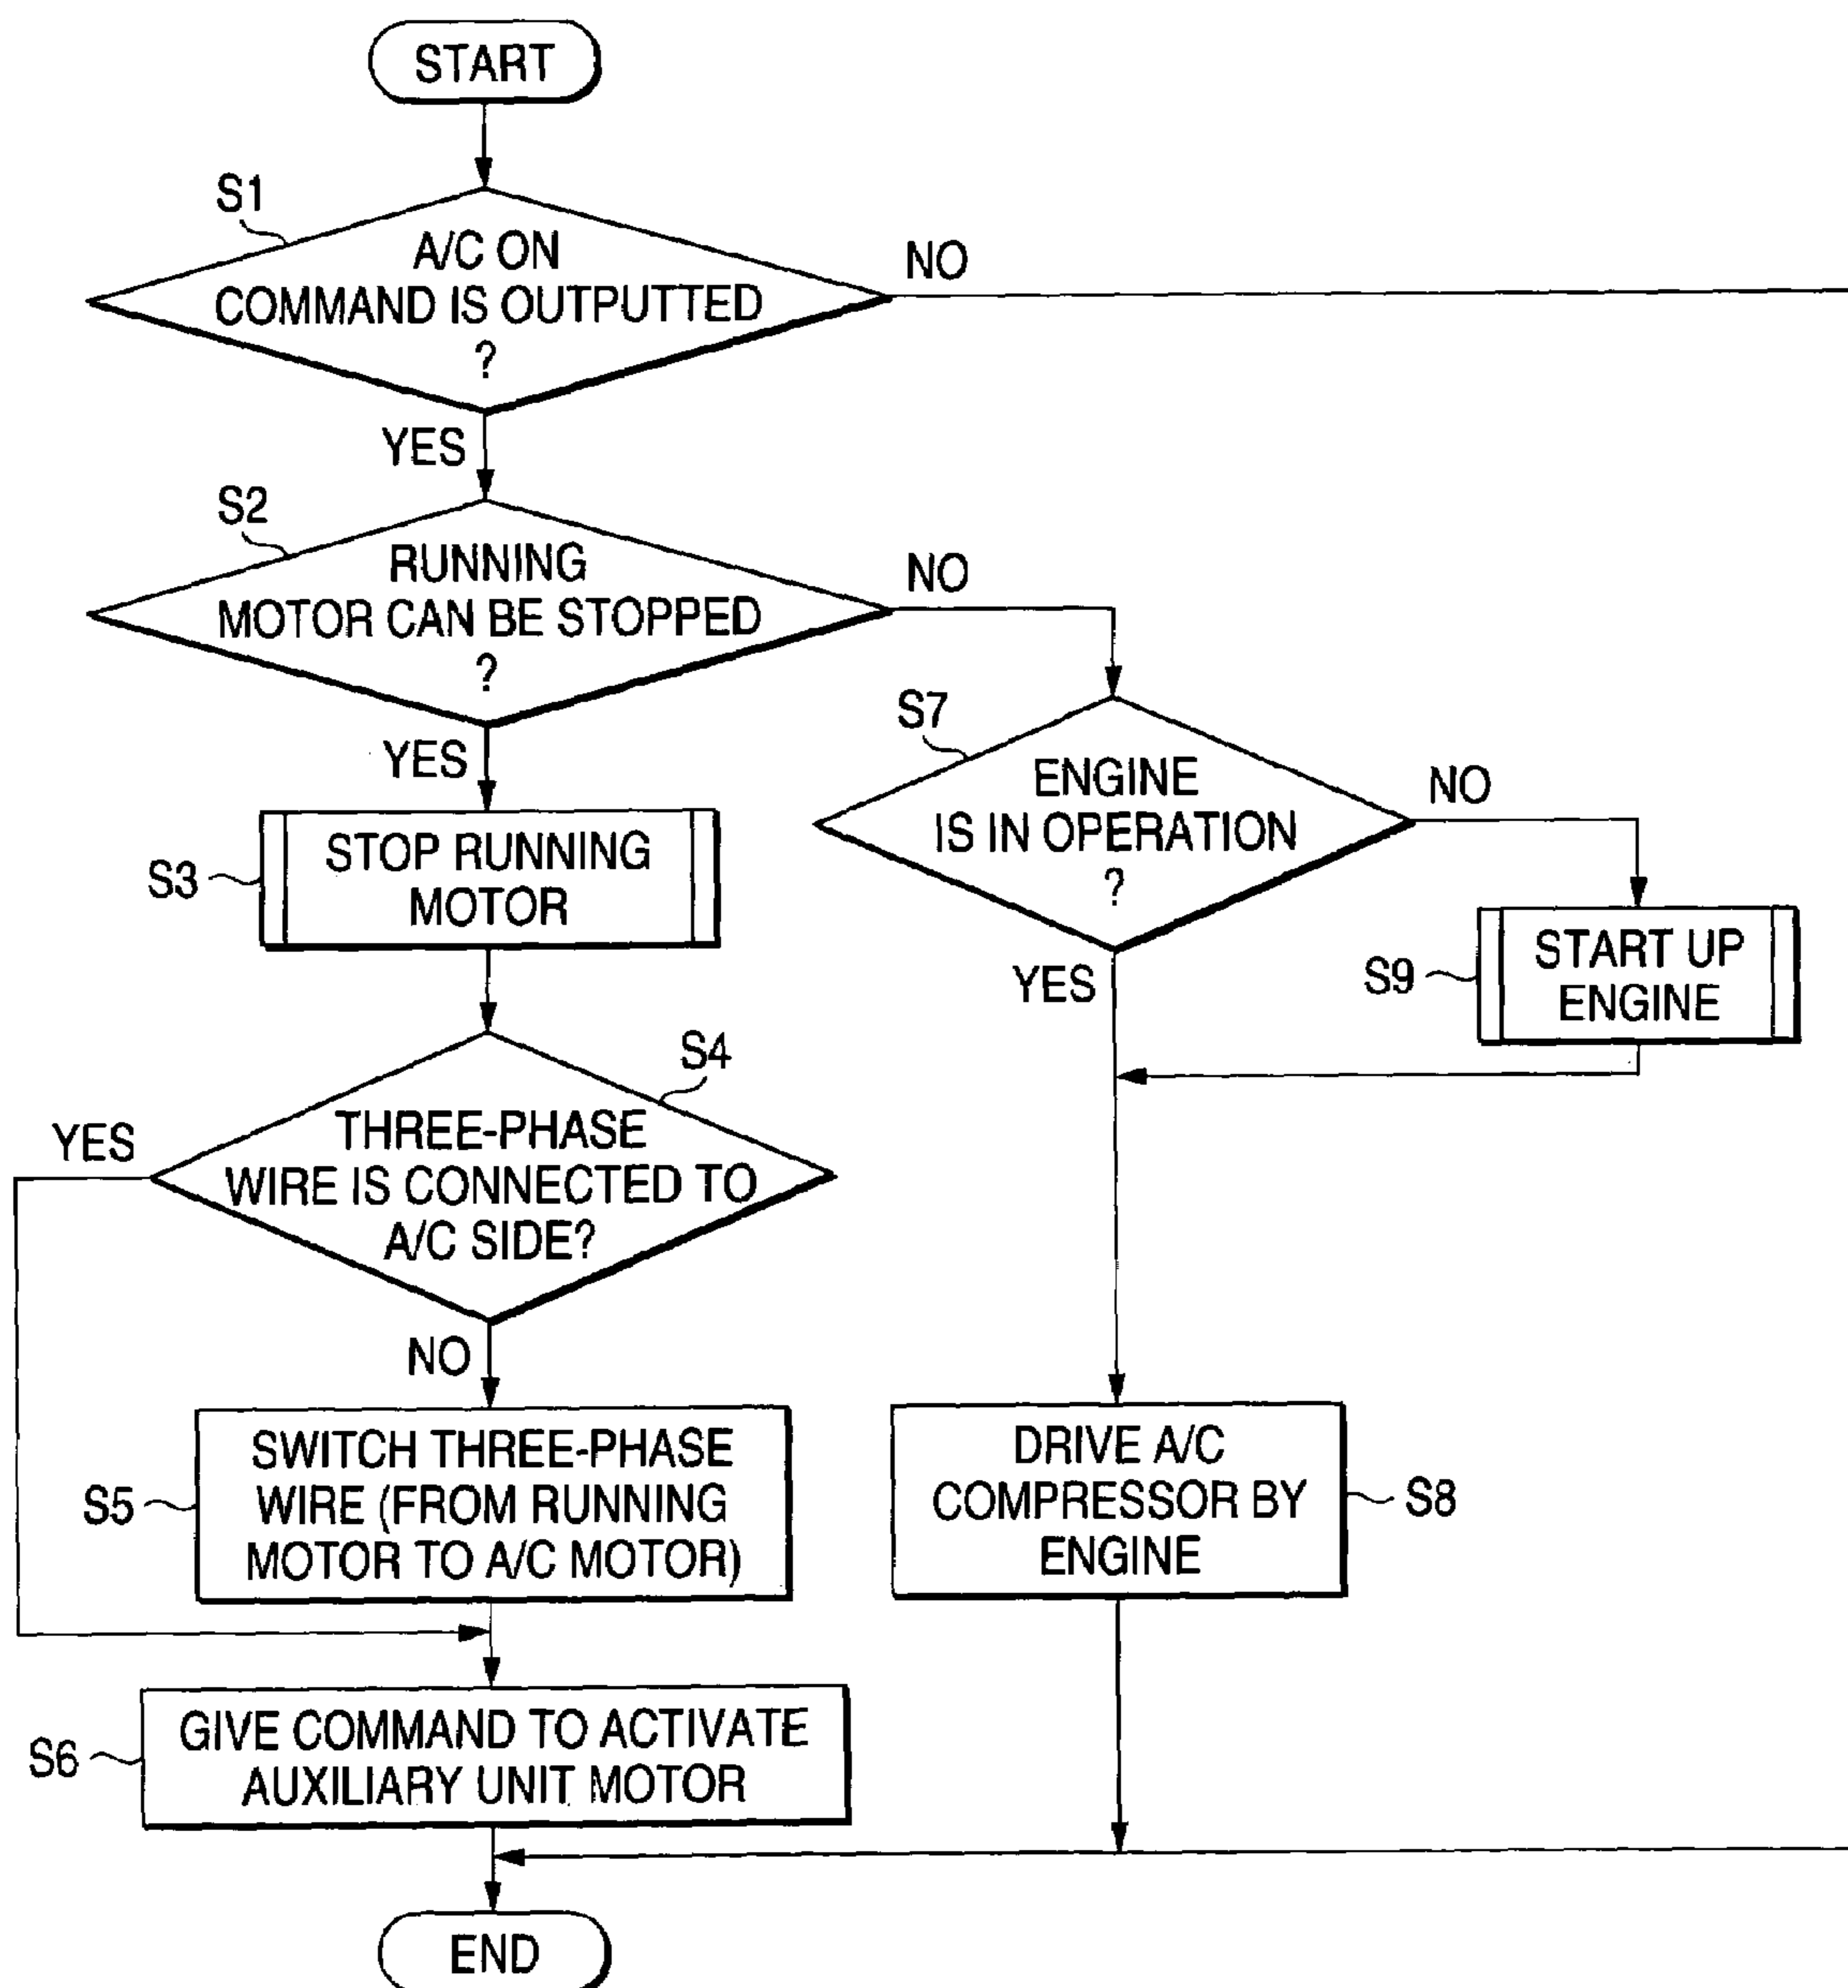 START
S1
A/C ON
COMMAND IS OUTPUTTED
?
NO
YES
S2
RUNNING
MOTOR CAN BE STOPPED
?
NO
YES
S7
ENGINE
IS IN OPERATION
?
NO
YES
S3
STOP RUNNING
MOTOR
S9
START UP
ENGINE
S4
THREE-PHASE
WIRE IS CONNECTED TO
A/C SIDE?
YES
NO
S5
SWITCH THREE-PHASE
WIRE (FROM RUNNING
MOTOR TO A/C MOTOR)
DRIVE A/C
COMPRESSOR BY
ENGINE
S8
S6
GIVE COMMAND TO ACTIVATE
AUXILIARY UNIT MOTOR
END